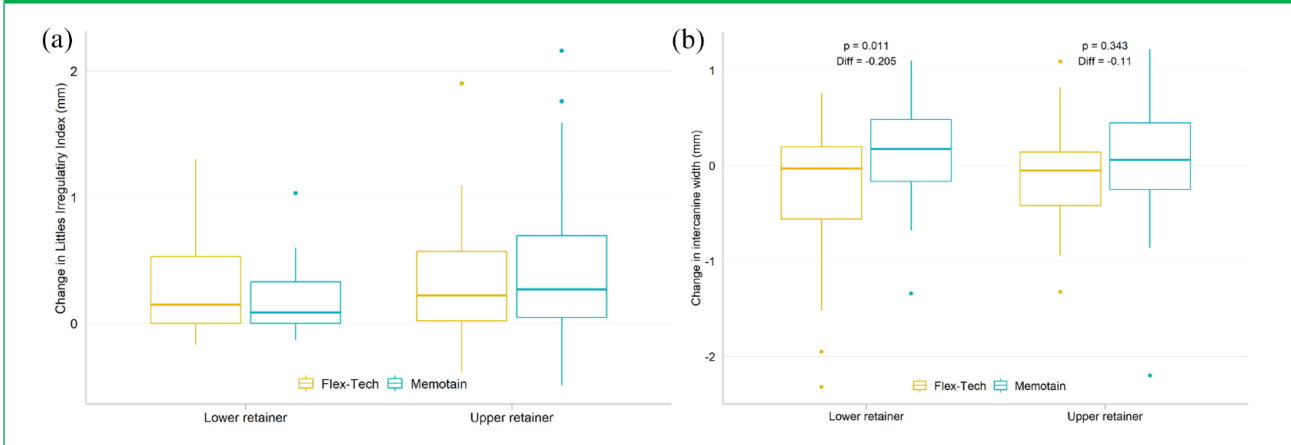 (a)
Change in Littles Irregulatiry Index (mm)
2
1
0
Flex-Tech
Memotain
Lower retainer
Upper retainer
(b)
Change in intercanine width (mm)
p = 0.011
Diff = -0.205
p = 0.343
Diff = -0.11
1
0
-1
-2
Flex-Tech
Memotain
Lower retainer
Upper retainer